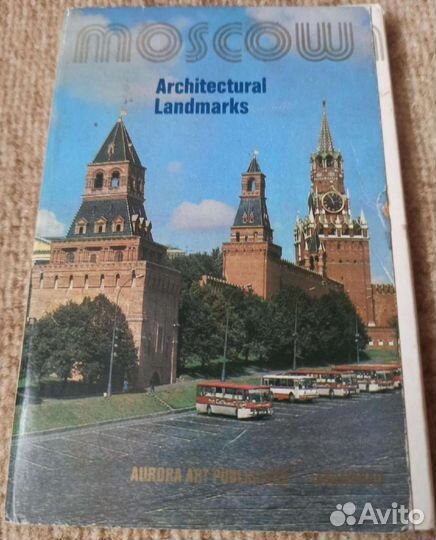 moscow
Architectural
Landmarks
AURORA ART PUBLISHERS
Avito